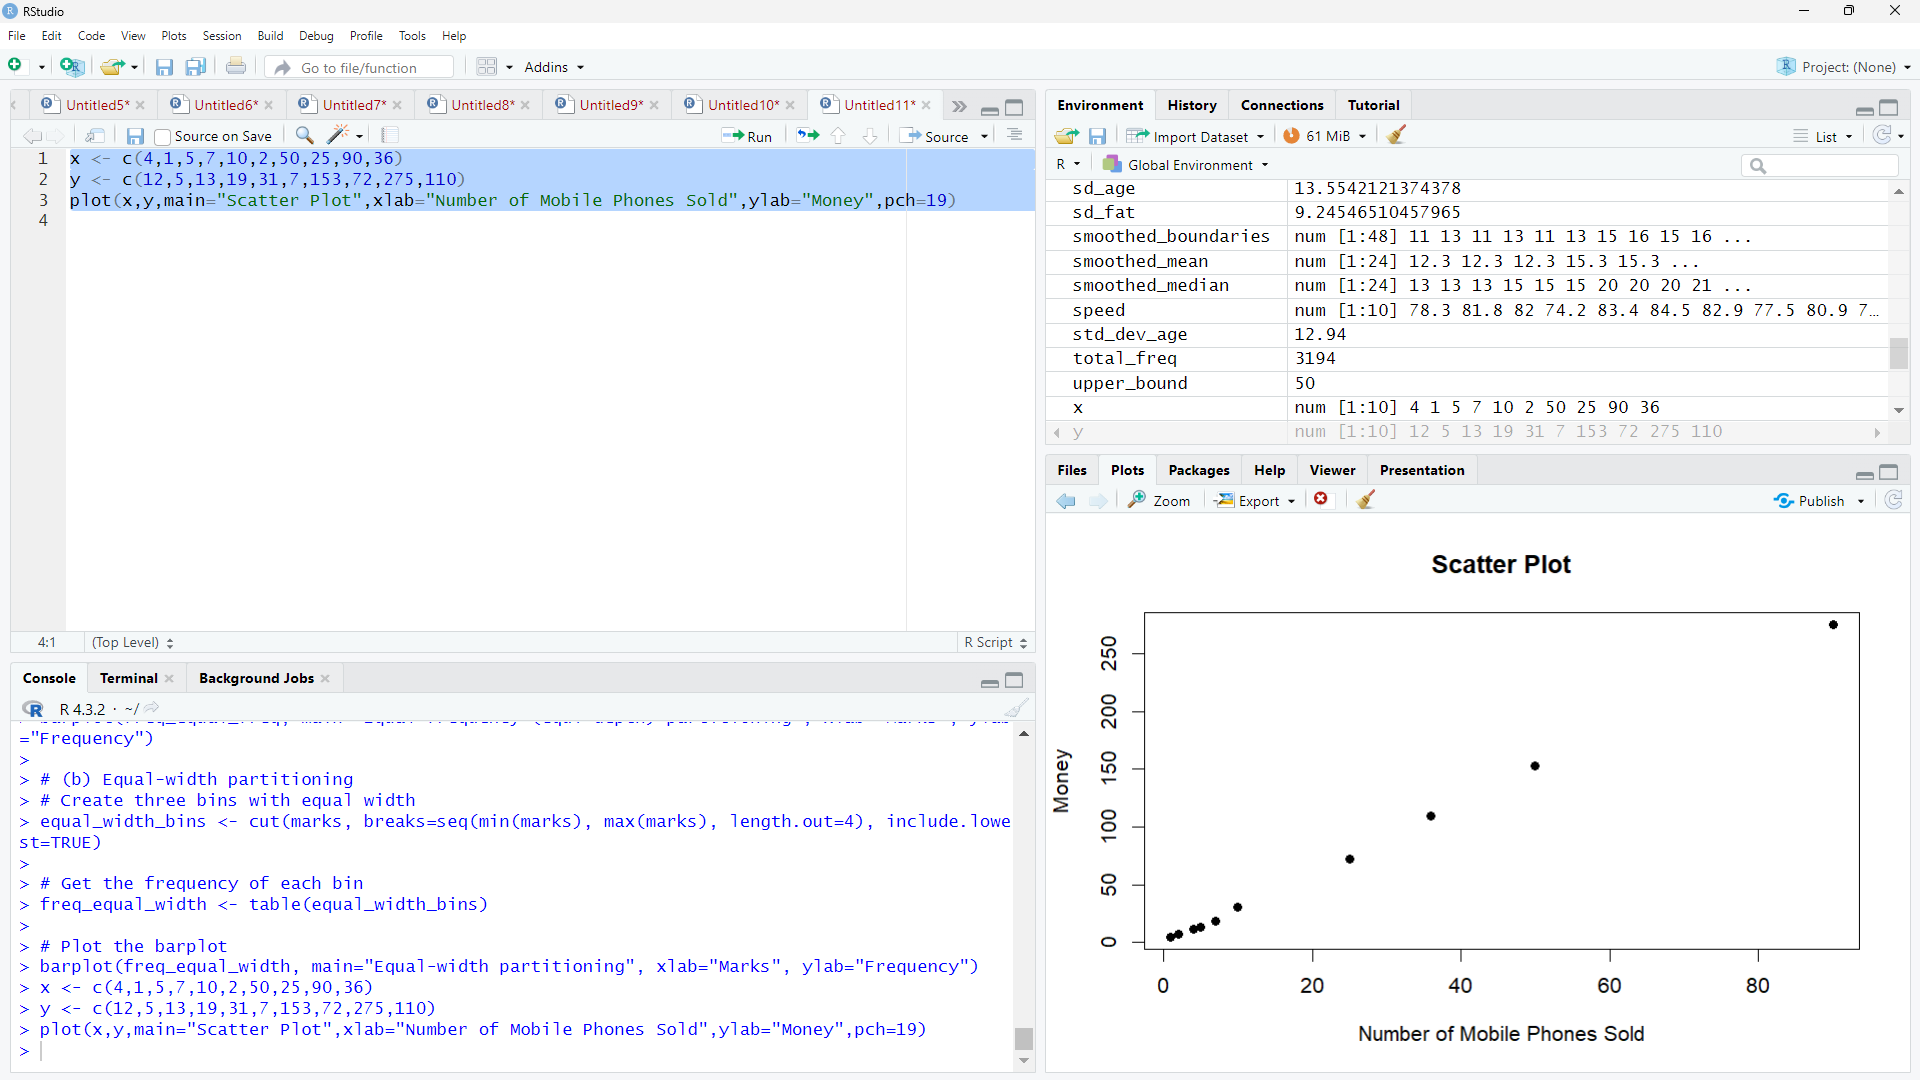 RStudio
File Edit Code View Plots Session Build Debug Profile Tools Help
Go to file/function Addins Project: (None)
Untitled5* Untitled6* Untitled7* Untitled8* Untitled9* Untitled10* Untitled11*
Source on Save Run Source
1 x <- c(4,1,5,7,10,2,50,25,90,36)
2 y <- c(12,5,13,19,31,7,153,72,275,110)
3 plot(x,y,main="Scatter Plot",xlab="Number of Mobile Phones Sold",ylab="Money",pch=19)
4
4:1 (Top Level) R Script
Console Terminal Background Jobs
R 4.3.2 · ~/
="Frequency")
>
> # (b) Equal-width partitioning
> # Create three bins with equal width
> equal_width_bins <- cut(marks, breaks=seq(min(marks), max(marks), length.out=4), include.lowe
st=TRUE)
>
> # Get the frequency of each bin
> freq_equal_width <- table(equal_width_bins)
>
> # Plot the barplot
> barplot(freq_equal_width, main="Equal-width partitioning", xlab="Marks", ylab="Frequency")
> x <- c(4,1,5,7,10,2,50,25,90,36)
> y <- c(12,5,13,19,31,7,153,72,275,110)
> plot(x,y,main="Scatter Plot",xlab="Number of Mobile Phones Sold",ylab="Money",pch=19)
>
Environment History Connections Tutorial
Import Dataset 61 MiB List
R Global Environment
sd_age 13.5542121374378
sd_fat 9.24546510457965
smoothed_boundaries num [1:48] 11 13 11 13 11 13 15 16 15 16 ...
smoothed_mean num [1:24] 12.3 12.3 12.3 15.3 15.3 ...
smoothed_median num [1:24] 13 13 13 15 15 15 20 20 20 21 ...
speed num [1:10] 78.3 81.8 82 74.2 83.4 84.5 82.9 77.5 80.9 7…
std_dev_age 12.94
total_freq 3194
upper_bound 50
x num [1:10] 4 1 5 7 10 2 50 25 90 36
y num [1:10] 12 5 13 19 31 7 153 72 275 110
Files Plots Packages Help Viewer Presentation
Zoom Export Publish
Scatter Plot
250
200
150
100
50
0
Money
0 20 40 60 80
Number of Mobile Phones Sold